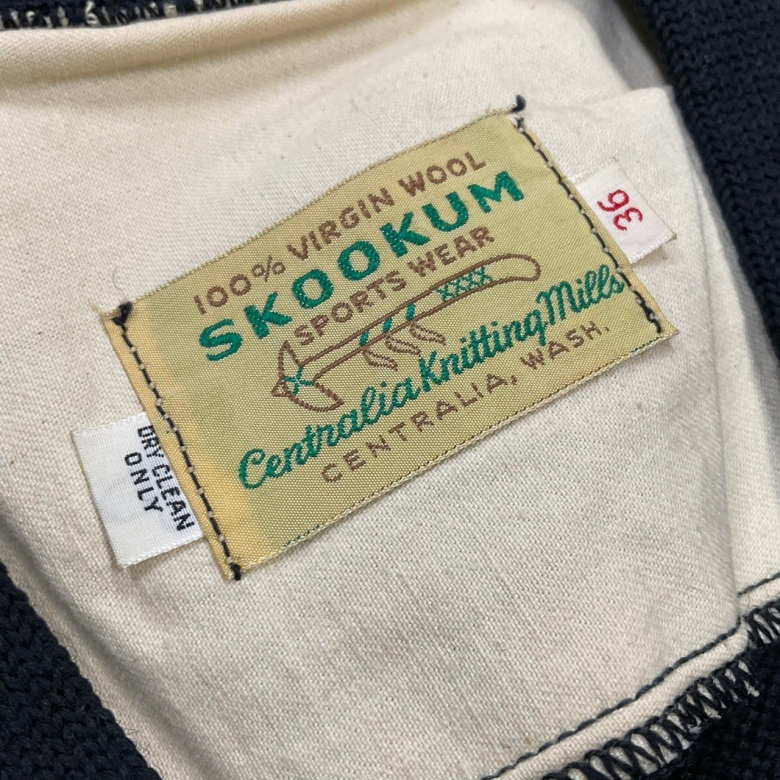 100% VIRGIN WOOL
SKOOKUM
SPORTS WEAR
XXXX
Centralia Knitting Mills
CENTRALIA, WASH.
36
DRY CLEAN
ONLY